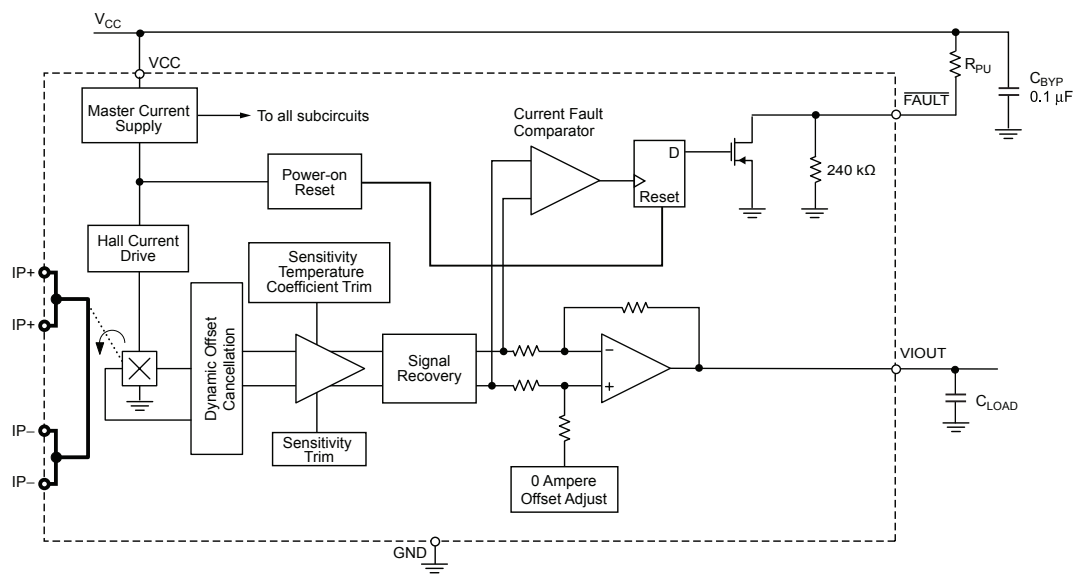 VCC
VCC
Master Current
Supply
To all subcircuits
RPU
CBYP
0.1 µF
FAULT
Current Fault
Comparator
D
Reset
240 kΩ
Power-on
Reset
Hall Current
Drive
IP+
IP+
IP–
IP–
Dynamic Offset
Cancellation
Sensitivity
Temperature
Coefficient Trim
Sensitivity
Trim
Signal
Recovery
–
+
0 Ampere
Offset Adjust
VIOUT
CLOAD
GND